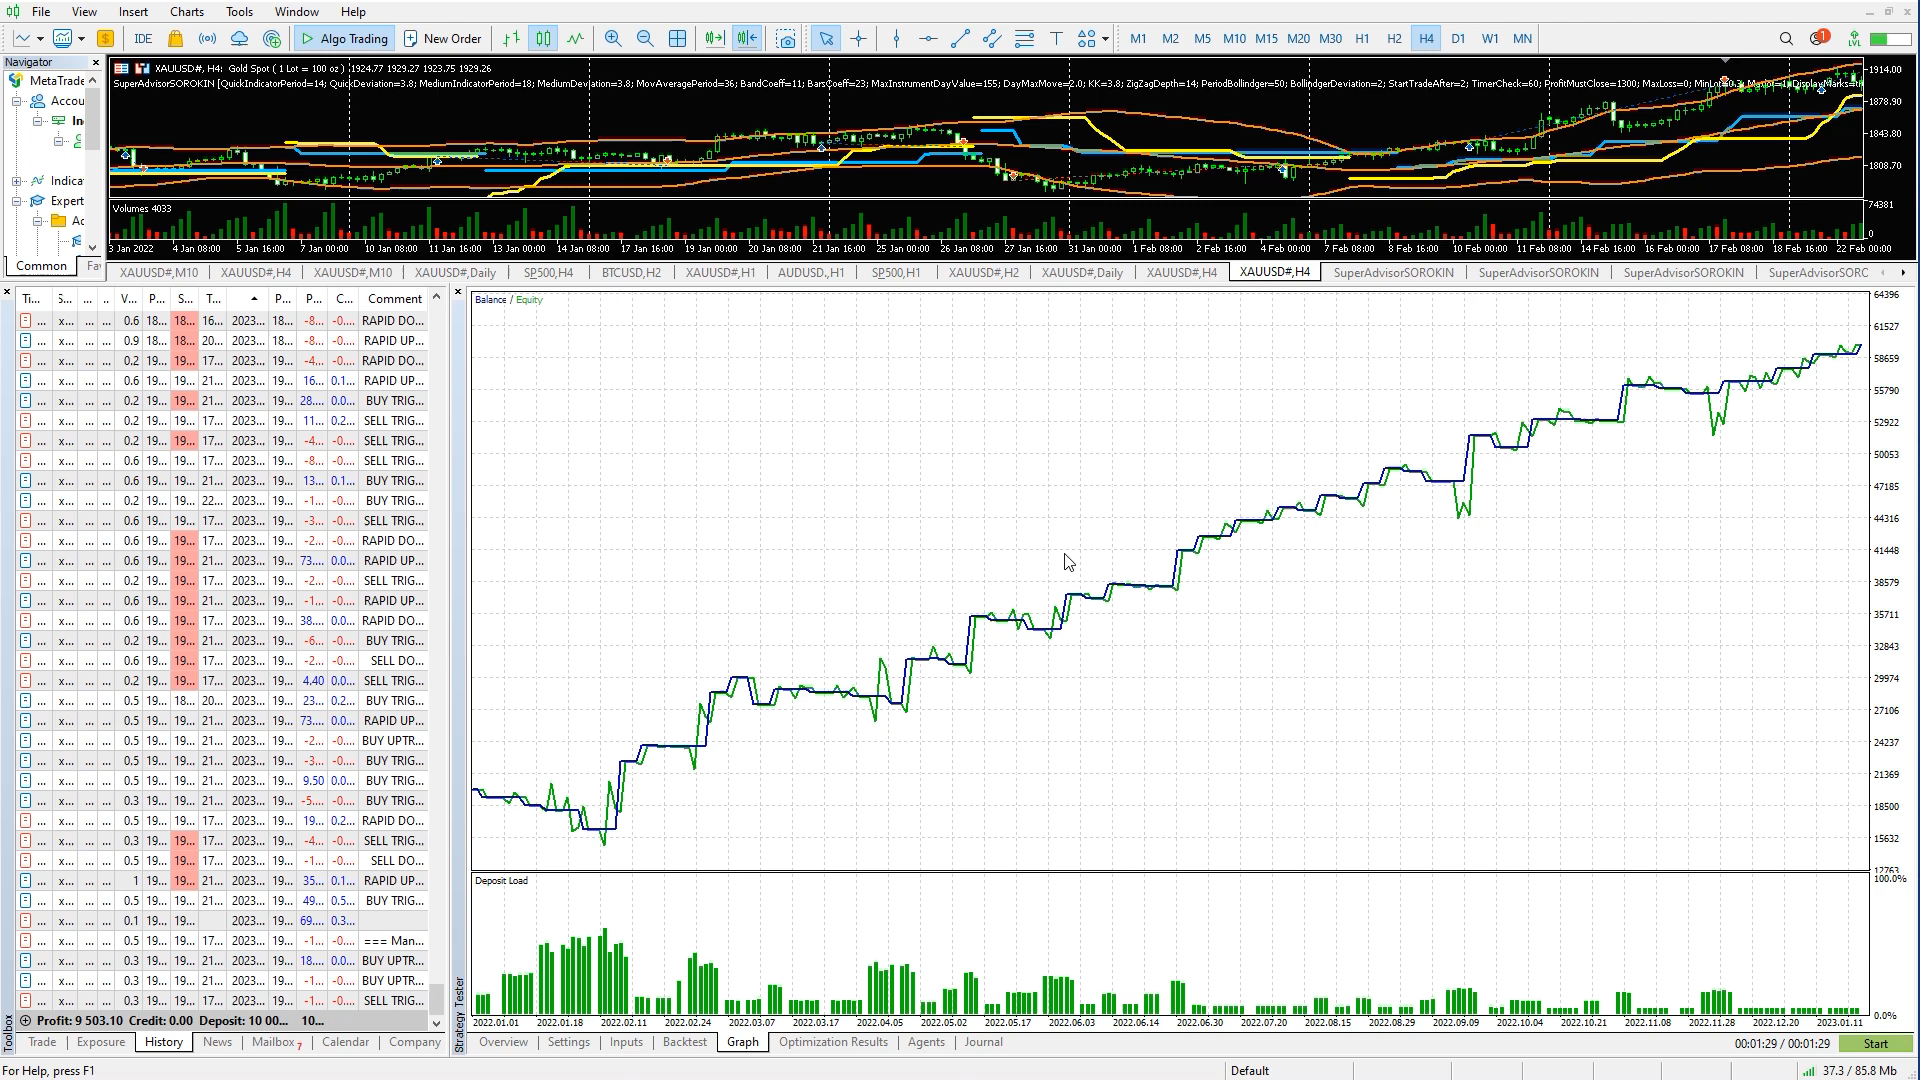 File View Insert Charts Tools Window Help
IDE Algo Trading New Order M1 M2 M5 M10 M15 M20 M30 H1 H2 H4 D1 W1 MN 1 LVL
Navigator
MetaTrade
Accou
In
Indica
Expert
Ac
Common Fa
XAUUSD#, H4: Gold Spot ( 1 Lot = 100 oz ) 1924.77 1929.27 1923.75 1929.26
SuperAdvisorSOROKIN [QuickIndicatorPeriod=14; QuickDeviation=3.8; MediumIndicatorPeriod=18; MediumDeviation=3.8; MovAveragePeriod=36; BandCoeff=11; BarsCoeff=23; MaxInstrumentDayValue=155; DayMaxMove=2.0; KK=3.8; ZigZagDepth=14; PeriodBollindger=50; BollindgerDeviation=2; StartTradeAfter=2; TimerCheck=60; ProfitMustClose=1300; MaxLoss=0;
1914.00
1878.90
1843.80
1808.70
Volumes 4033
74381
0
3 Jan 2022 4 Jan 08:00 5 Jan 16:00 7 Jan 00:00 10 Jan 08:00 11 Jan 16:00 13 Jan 00:00 14 Jan 08:00 17 Jan 16:00 19 Jan 00:00 20 Jan 08:00 21 Jan 16:00 25 Jan 00:00 26 Jan 08:00 27 Jan 16:00 31 Jan 00:00 1 Feb 08:00 2 Feb 16:00 4 Feb 00:00 7 Feb 08:00 8 Feb 16:00 10 Feb 00:00 11 Feb 08:00 14 Feb 16:00 16 Feb 00:00 17 Feb 08:00 18 Feb 16:00 22 Feb 00:00
XAUUSD#,M10 XAUUSD#,H4 XAUUSD#,M10 XAUUSD#,Daily SP500,H4 BTCUSD,H2 XAUUSD#,H1 AUDUSD.,H1 SP500,H1 XAUUSD#,H2 XAUUSD#,Daily XAUUSD#,H4 XAUUSD#,H4 SuperAdvisorSOROKIN SuperAdvisorSOROKIN SuperAdvisorSOROKIN SuperAdvisorSORC
Ti... S... ... .. V... P... S... T... P... P... C... Comment
... x... ... ... 0.6 18... 18... 16... 2023... 18... -8... -0.... RAPID DO...
... x... ... ... 0.9 18... 18... 20... 2023... 18... -8... -0.... RAPID UP...
... x... ... ... 0.2 19... 19... 17... 2023... 19... -4... -0.... RAPID DO...
... x... ... ... 0.6 19... 19... 21... 2023... 19... 16... 0.1... RAPID UP...
... x... ... ... 0.2 19... 19... 21... 2023... 19... 28.... 0.0... BUY TRIG...
... x... ... ... 0.2 19... 19... 17... 2023... 19... 11... 0.2... SELL TRIG...
... x... ... ... 0.2 19... 19... 17... 2023... 19... -4... -0.... SELL TRIG...
... x... ... ... 0.6 19... 19... 17... 2023... 19... -8... -0.... SELL TRIG...
... x... ... ... 0.6 19... 19... 21... 2023... 19... 13... 0.1... BUY TRIG...
... x... ... ... 0.2 19... 19... 22... 2023... 19... -1... -0.... BUY TRIG...
... x... ... ... 0.6 19... 19... 17... 2023... 19... -3... -0.... SELL TRIG...
... x... ... ... 0.6 19... 19... 17... 2023... 19... -2... -0.... RAPID DO...
... x... ... ... 0.6 19... 19... 21... 2023... 19... 73.... 0.0... RAPID UP...
... x... ... ... 0.2 19... 19... 17... 2023... 19... -2... -0.... SELL TRIG...
... x... ... ... 0.6 19... 19... 21... 2023... 19... -1... -0.... RAPID UP...
... x... ... ... 0.6 19... 19... 17... 2023... 19... 38.... 0.0... RAPID DO...
... x... ... ... 0.2 19... 19... 21... 2023... 19... -6... -0.... BUY TRIG...
... x... ... ... 0.6 19... 19... 17... 2023... 19... -2... -0.... SELL DO...
... x... ... ... 0.2 19... 19... 17... 2023... 19... 4.40 0.0... SELL TRIG...
... x... ... ... 0.5 19... 18... 20... 2023... 19... 23... 0.2... BUY TRIG...
... x... ... ... 0.5 19... 19... 21... 2023... 19... 73.... 0.0... RAPID UP...
... x... ... ... 0.5 19... 19... 21... 2023... 19... -2... -0.... BUY UPTR...
... x... ... ... 0.5 19... 19... 21... 2023... 19... -3... -0.... BUY TRIG...
... x... ... ... 0.5 19... 19... 21... 2023... 19... 9.50 0.0... BUY TRIG...
... x... ... ... 0.3 19... 19... 21... 2023... 19... -5.... -0.... BUY TRIG...
... x... ... ... 0.5 19... 19... 17... 2023... 19... 19... 0.2... RAPID DO...
... x... ... ... 0.3 19... 19... 17... 2023... 19... -4... -0.... SELL TRIG...
... x... ... ... 0.5 19... 19... 17... 2023... 19... -1... -0.... SELL DO...
... x... ... ... 1 19... 19... 21... 2023... 19... 35... 0.1... RAPID UP...
... x... ... ... 0.5 19... 19... 21... 2023... 19... 49... 0.5... BUY TRIG...
... x... ... ... 0.1 19... 19... 2023... 19... 69.... 0.3...
... x... ... ... 0.5 19... 19... 17... 2023... 19... -1... -0.... === Man...
... x... ... ... 0.3 19... 19... 21... 2023... 19... 18.... 0.0... BUY UPTR...
... x... ... ... 0.3 19... 19... 21... 2023... 19... -1... -0.... BUY UPTR...
... x... ... ... 0.3 19... 19... 17... 2023... 19... -1... -0.... SELL TRIG...
Profit: 9 503.10 Credit: 0.00 Deposit: 10 00... 10...
Trade Exposure History News Mailbox 7 Calendar Company
Toolbox
Strategy Tester
Balance / Equity
64396
61527
58659
55790
52922
50053
47185
44316
41448
38579
35711
32843
29974
27106
24237
21369
18500
15632
12763
Deposit Load
100.0%
0.0%
2022.01.01 2022.01.18 2022.02.11 2022.02.24 2022.03.07 2022.03.17 2022.04.05 2022.05.02 2022.05.17 2022.06.03 2022.06.14 2022.06.30 2022.07.20 2022.08.15 2022.08.29 2022.09.09 2022.10.04 2022.10.21 2022.11.08 2022.11.28 2022.12.20 2023.01.11
Overview Settings Inputs Backtest Graph Optimization Results Agents Journal 00:01:29 / 00:01:29 Start
For Help, press F1 Default 37.3 / 85.8 Mb